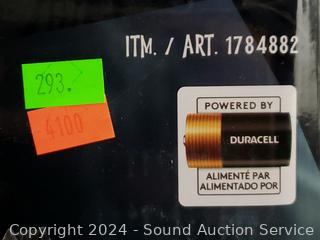 ITM. / ART. 1784882
293.
4100
POWERED BY
DURACELL
ALIMENTÉ PAR
ALIMENTADO POR
Copyright 2024 - Sound Auction Service